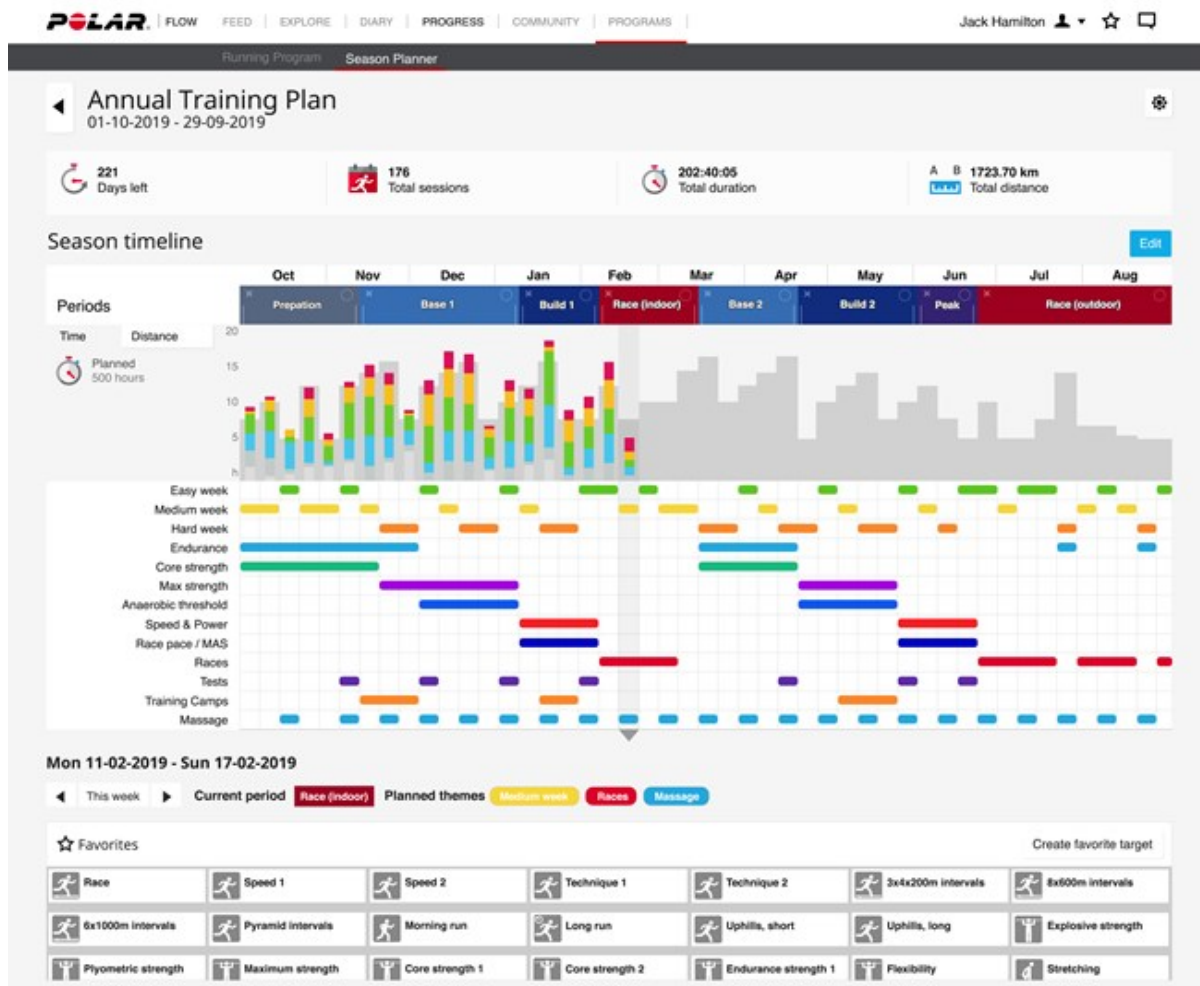 POLAR. FLOW FEED EXPLORE DIARY PROGRESS COMMUNITY PROGRAMS Jack Hamilton
Running Program Season Planner
Annual Training Plan
01-10-2019 - 29-09-2019
221 176 202:40:05 A B 1723.70 km
Days left Total sessions Total duration Total distance
Season timeline Edit
Oct Nov Dec Jan Feb Mar Apr May Jun Jul Aug
Periods Prepation Base 1 Build 1 Race (indoor) Base 2 Build 2 Peak Race (outdoor)
Time Distance 20
Planned
500 hours
15
10
5
h
Easy week
Medium week
Hard week
Endurance
Core strength
Max strength
Anaerobic threshold
Speed & Power
Race pace / MAS
Races
Tests
Training Camps
Massage
Mon 11-02-2019 - Sun 17-02-2019
This week Current period Race (indoor) Planned themes Medium week Races Massage
Favorites Create favorite target
Race Speed 1 Speed 2 Technique 1 Technique 2 3x4x200m intervals 8x600m intervals
6x1000m intervals Pyramid intervals Morning run Long run Uphills, short Uphills, long Explosive strength
Plyometric strength Maximum strength Core strength 1 Core strength 2 Endurance strength 1 Flexibility Stretching